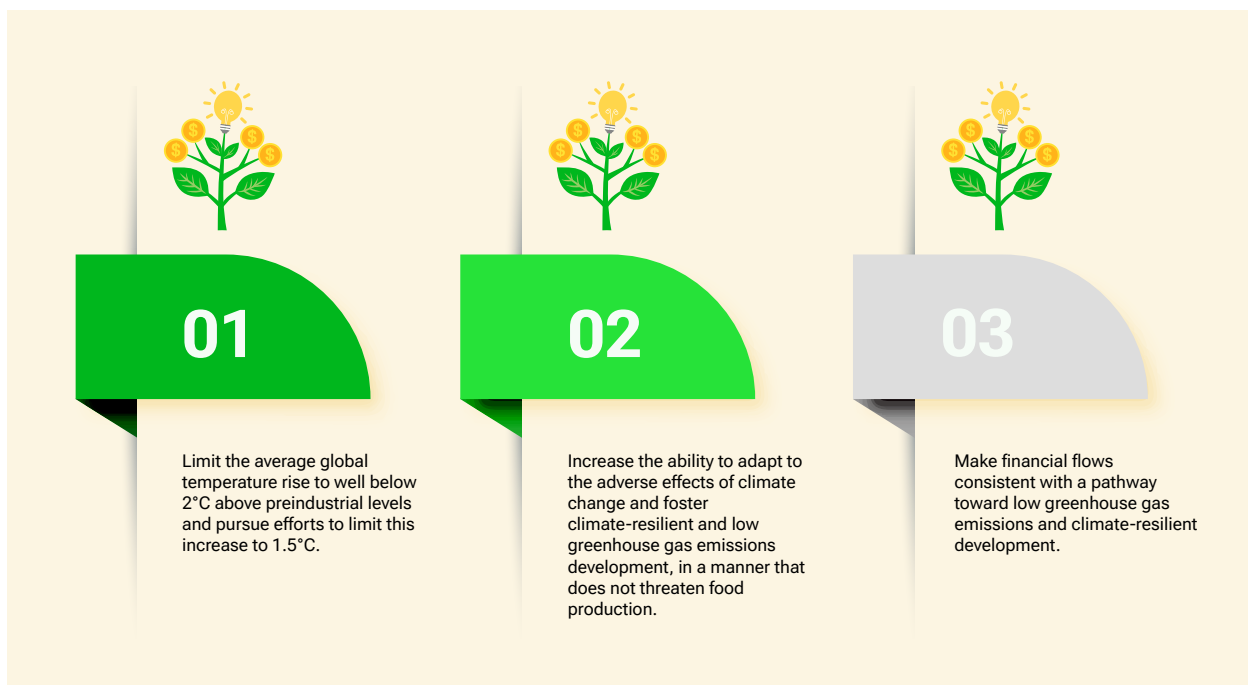 $
$
$
$
$
$
$
$
$
$
$
$
01
Limit the average global
temperature rise to well below
2°C above preindustrial levels
and pursue efforts to limit this
increase to 1.5°C.
02
Increase the ability to adapt to
the adverse effects of climate
change and foster
climate-resilient and low
greenhouse gas emissions
development, in a manner that
does not threaten food
production.
03
Make financial flows
consistent with a pathway
toward low greenhouse gas
emissions and climate-resilient
development.